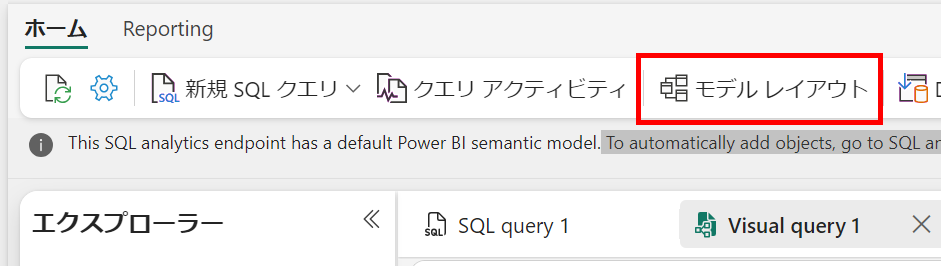 ホーム Reporting
新規 SQL クエリ クエリ アクティビティ モデル レイアウト
This SQL analytics endpoint has a default Power BI semantic model. To automatically add objects, go to SQL
エクスプローラー SQL query 1 Visual query 1